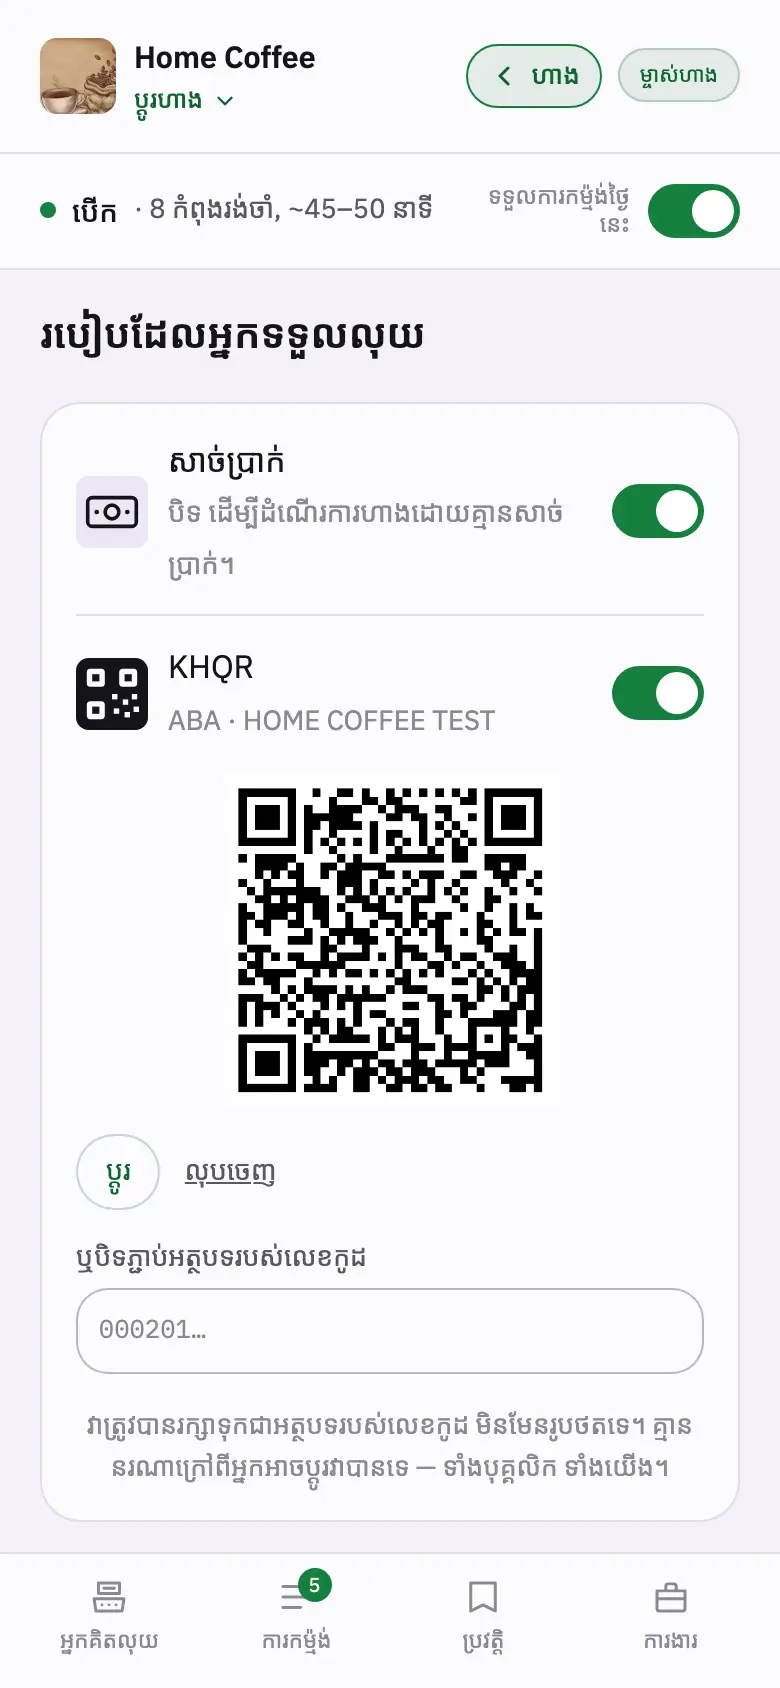 Home Coffee
ប្ដូរហាង
ហាង
ម្ចាស់ហាង
បើក · 8 កំពុងរង់ចាំ, ~45–50 នាទី
ទទួលការកម្ម៉ង់ថ្ងៃ
នេះ
របៀបដែលអ្នកទទួលលុយ
សាច់ប្រាក់
បិទ ដើម្បីដំណើរការហាងដោយគ្មានសាច់
ប្រាក់។
KHQR
ABA · HOME COFFEE TEST
ប្ដូរ
លុបចេញ
ឬបិទភ្ជាប់អត្ថបទរបស់លេខកូដ
000201…
វាត្រូវបានរក្សាទុកជាអត្ថបទរបស់លេខកូដ មិនមែនរូបថតទេ។ គ្មាន
នរណាក្រៅពីអ្នកអាចប្ដូរវាបានទេ — ទាំងបុគ្គលិក ទាំងយើង។
5
អ្នកគិតលុយ
ការកម្ម៉ង់
ប្រវត្តិ
ការងារ